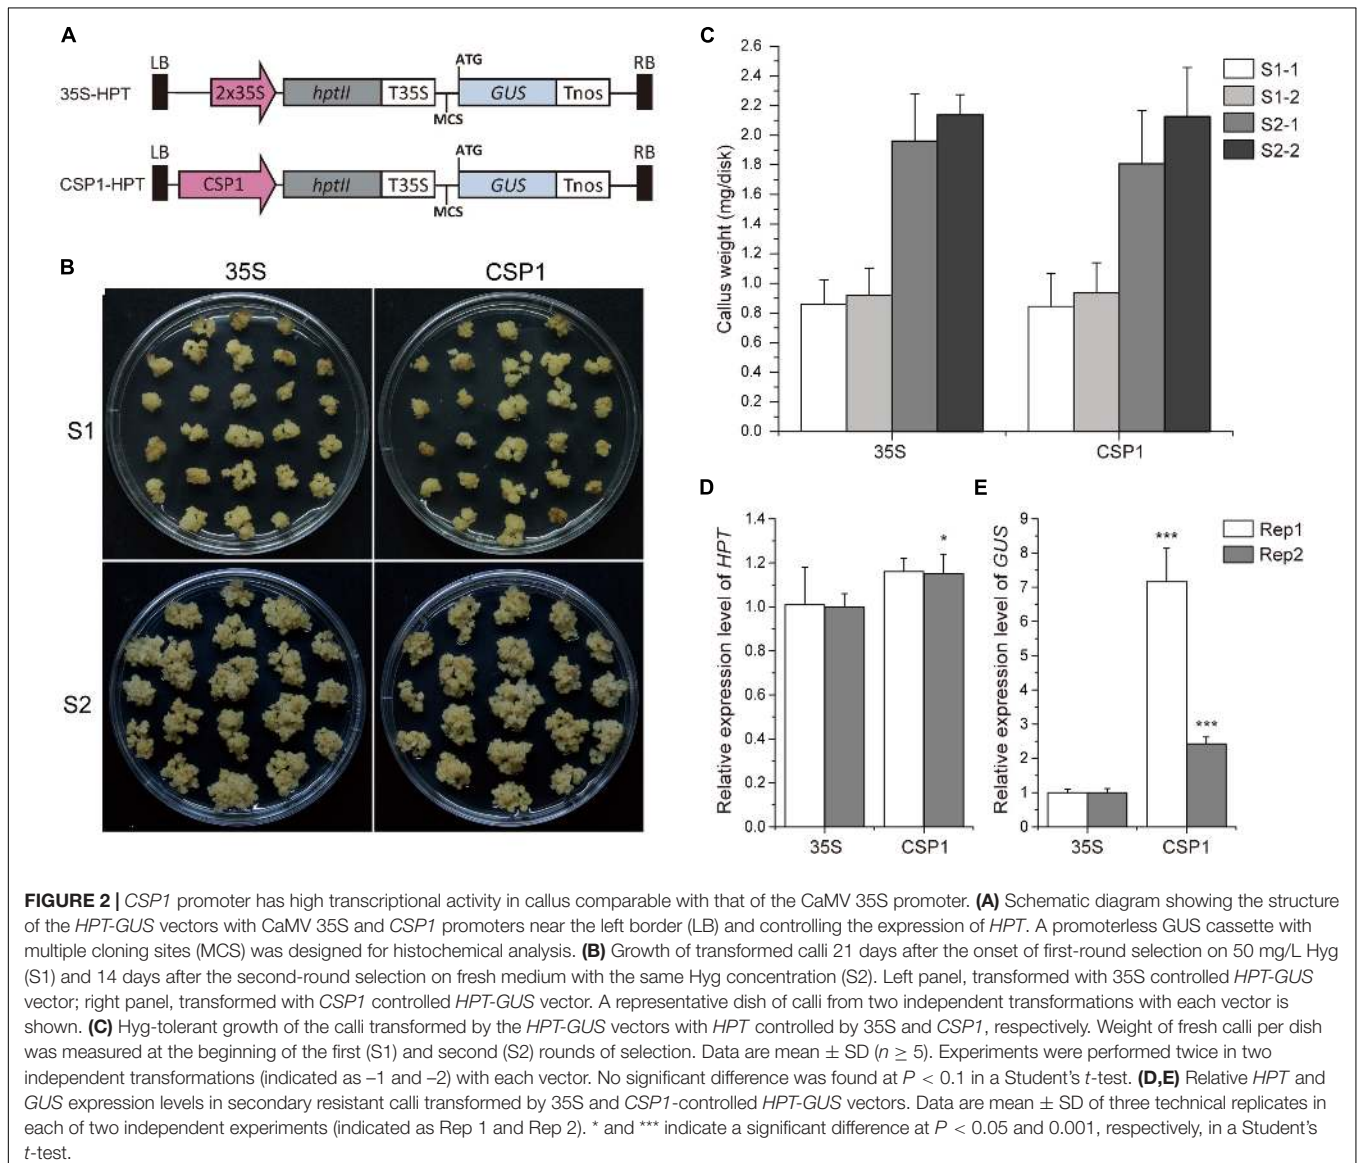 A
LB
RB
ATG
35S-HPT
2x35S
hptII
T35S
GUS
Tnos
MCS
LB
RB
ATG
CSP1-HPT
CSP1
hptII
T35S
GUS
Tnos
MCS
B
35S
CSP1
S1
S2
C
Callus weight (mg/disk)
2.6
2.4
2.2
2.0
1.8
1.6
1.4
1.2
1.0
0.8
0.6
0.4
0.2
0.0
35S
CSP1
S1-1
S1-2
S2-1
S2-2
D
Relative expression level of HPT
1.4
1.2
1.0
0.8
0.6
0.4
0.2
0.0
*
35S
CSP1
E
Relative expression level of GUS
9
8
7
6
5
4
3
2
1
0
***
***
35S
CSP1
Rep1
Rep2
FIGURE 2 | CSP1 promoter has high transcriptional activity in callus comparable with that of the CaMV 35S promoter. (A) Schematic diagram showing the structure
of the HPT-GUS vectors with CaMV 35S and CSP1 promoters near the left border (LB) and controlling the expression of HPT. A promoterless GUS cassette with
multiple cloning sites (MCS) was designed for histochemical analysis. (B) Growth of transformed calli 21 days after the onset of first-round selection on 50 mg/L Hyg
(S1) and 14 days after the second-round selection on fresh medium with the same Hyg concentration (S2). Left panel, transformed with 35S controlled HPT-GUS
vector; right panel, transformed with CSP1 controlled HPT-GUS vector. A representative dish of calli from two independent transformations with each vector is
shown. (C) Hyg-tolerant growth of the calli transformed by the HPT-GUS vectors with HPT controlled by 35S and CSP1, respectively. Weight of fresh calli per dish
was measured at the beginning of the first (S1) and second (S2) rounds of selection. Data are mean ± SD (n ≥ 5). Experiments were performed twice in two
independent transformations (indicated as –1 and –2) with each vector. No significant difference was found at P < 0.1 in a Student's t-test. (D,E) Relative HPT and
GUS expression levels in secondary resistant calli transformed by 35S and CSP1-controlled HPT-GUS vectors. Data are mean ± SD of three technical replicates in
each of two independent experiments (indicated as Rep 1 and Rep 2). * and *** indicate a significant difference at P < 0.05 and 0.001, respectively, in a Student's
t-test.